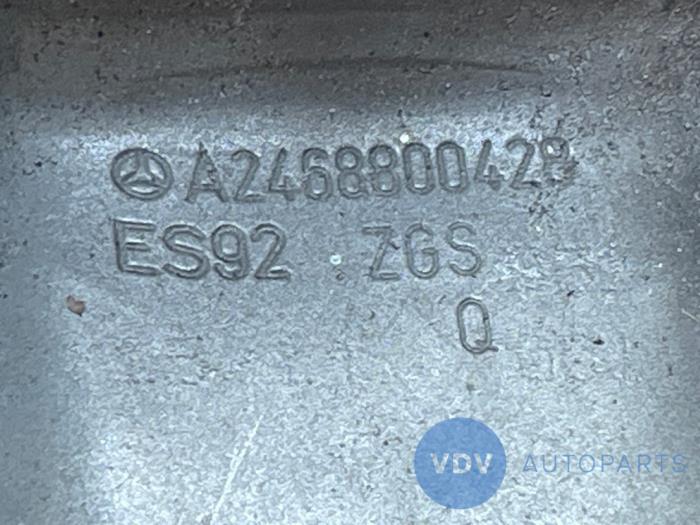 A2468800428
ES92 ZGS
Q
VDV AUTOPARTS